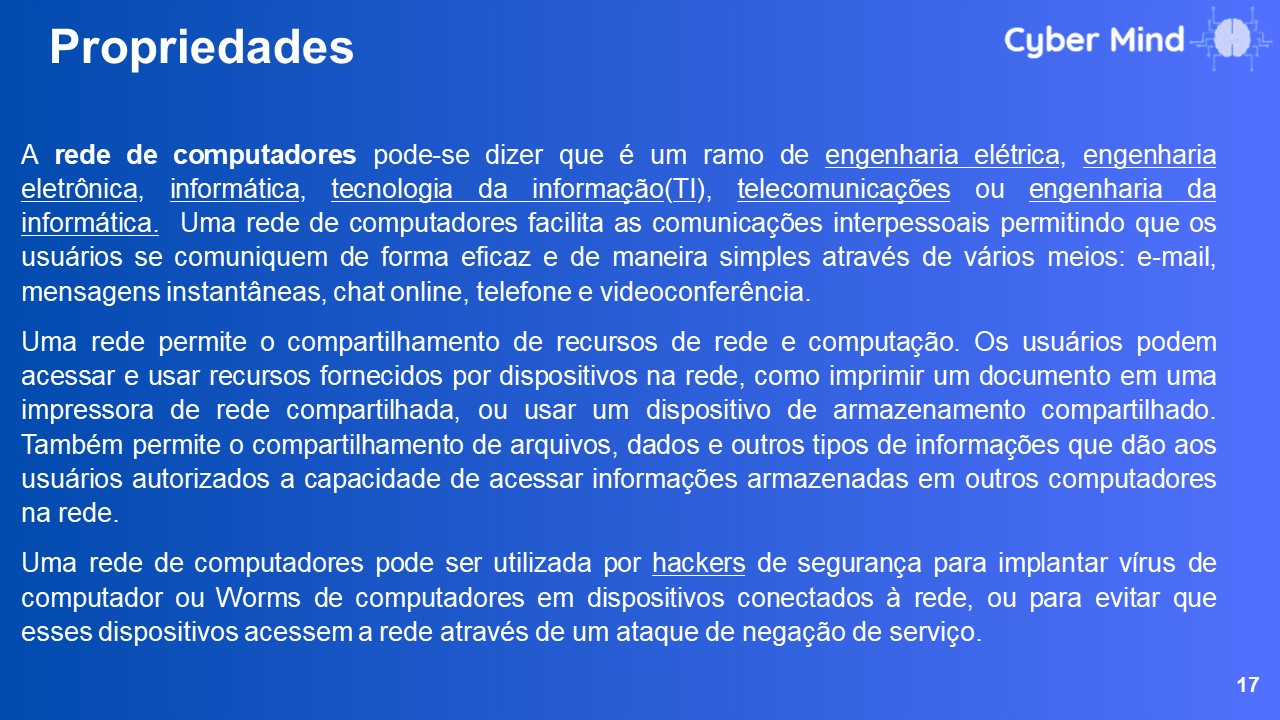 Propriedades
Cyber Mind
A rede de computadores pode-se dizer que é um ramo de engenharia elétrica, engenharia
eletrônica, informática, tecnologia da informação(TI), telecomunicações ou engenharia da
informática. Uma rede de computadores facilita as comunicações interpessoais permitindo que os
usuários se comuniquem de forma eficaz e de maneira simples através de vários meios: e-mail,
mensagens instantâneas, chat online, telefone e videoconferência.
Uma rede permite o compartilhamento de recursos de rede e computação. Os usuários podem
acessar e usar recursos fornecidos por dispositivos na rede, como imprimir um documento em uma
impressora de rede compartilhada, ou usar um dispositivo de armazenamento compartilhado.
Também permite o compartilhamento de arquivos, dados e outros tipos de informações que dão aos
usuários autorizados a capacidade de acessar informações armazenadas em outros computadores
na rede.
Uma rede de computadores pode ser utilizada por hackers de segurança para implantar vírus de
computador ou Worms de computadores em dispositivos conectados à rede, ou para evitar que
esses dispositivos acessem a rede através de um ataque de negação de serviço.
17